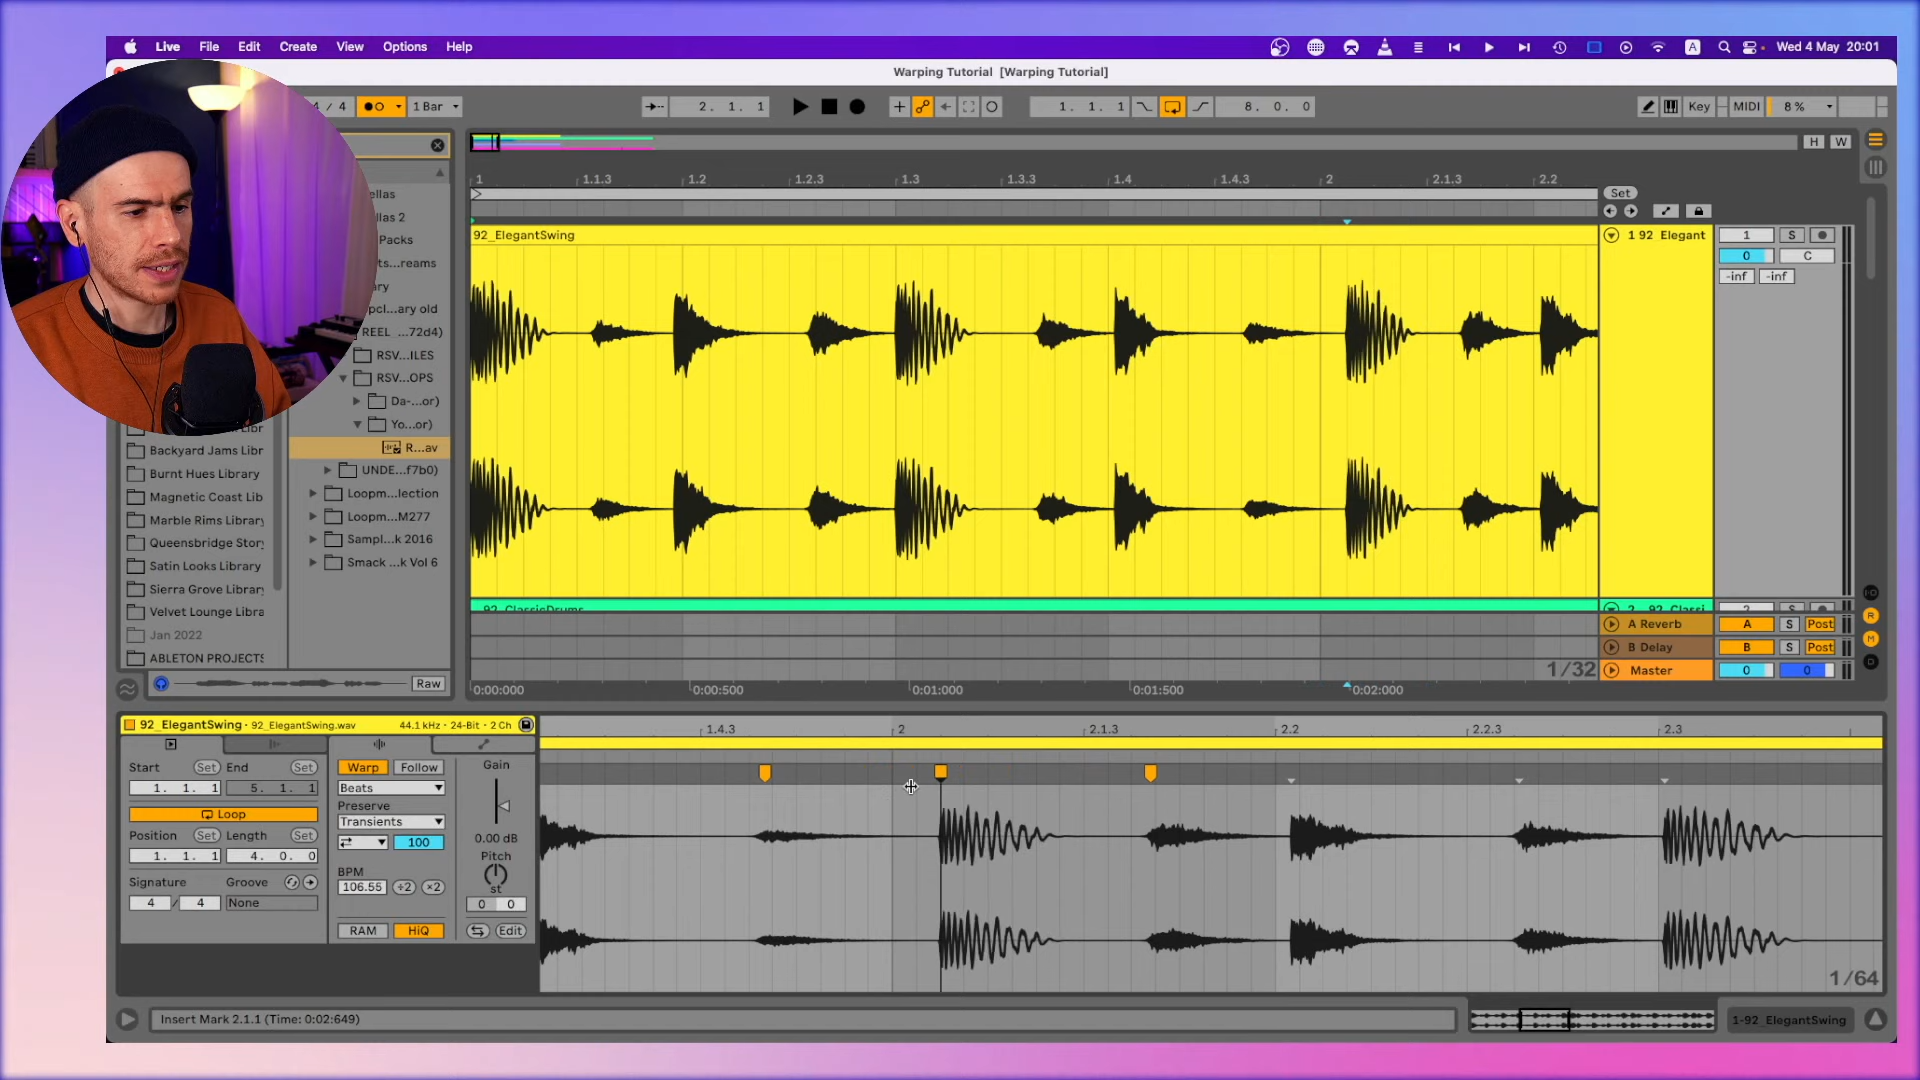 Live File Edit Create View Options Help
A Wed 4 May 20:01
Warping Tutorial [Warping Tutorial]
/ 4 1 Bar 2. 1. 1 1. 1. 1 8. 0. 0 Key MIDI 8 %
H W
1 1.1.3 1.2 1.2.3 1.3 1.3.3 1.4 1.4.3 2 2.1.3 2.2
Set
92_ElegantSwing
1 92 Elegant 1 S
0 C
-inf -inf
ellas
llas 2
Packs
ts...reams
ary
opcl...ary old
REEL ...72d4)
RSV...ILES
RSV...OPS
Da-...or)
Yo...or)
R...av
UNDE...f7b0)
Loopm...lection
Loopm...M277
Sampl...k 2016
Smack ...k Vol 6
Backyard Jams Libr
Burnt Hues Library
Magnetic Coast Lib
Marble Rims Library
Queensbridge Story
Satin Looks Library
Sierra Grove Library
Velvet Lounge Libra
Jan 2022
ABLETON PROJECTS
Raw
92_ClassicDrums
2 92 Classi 2 S
A Reverb A S Post
B Delay B S Post
1/32 Master 0 0
R
M
D
0:00:000 0:00:500 0:01:000 0:01:500 0:02:000
92_ElegantSwing · 92_ElegantSwing.wav 44.1 kHz · 24-Bit · 2 Ch
1.4.3 2 2.1.3 2.2 2.2.3 2.3
Start Set End Set
1. 1. 1 5. 1. 1
Loop
Position Set Length Set
1. 1. 1 4. 0. 0
Signature Groove
4 / 4 None
Warp Follow
Beats
Preserve
Transients
100
BPM
106.55 ÷2 ×2
RAM HiQ
Gain
0.00 dB
Pitch
st
0 0
Edit
1/64
Insert Mark 2.1.1 (Time: 0:02:649)
1-92_ElegantSwing